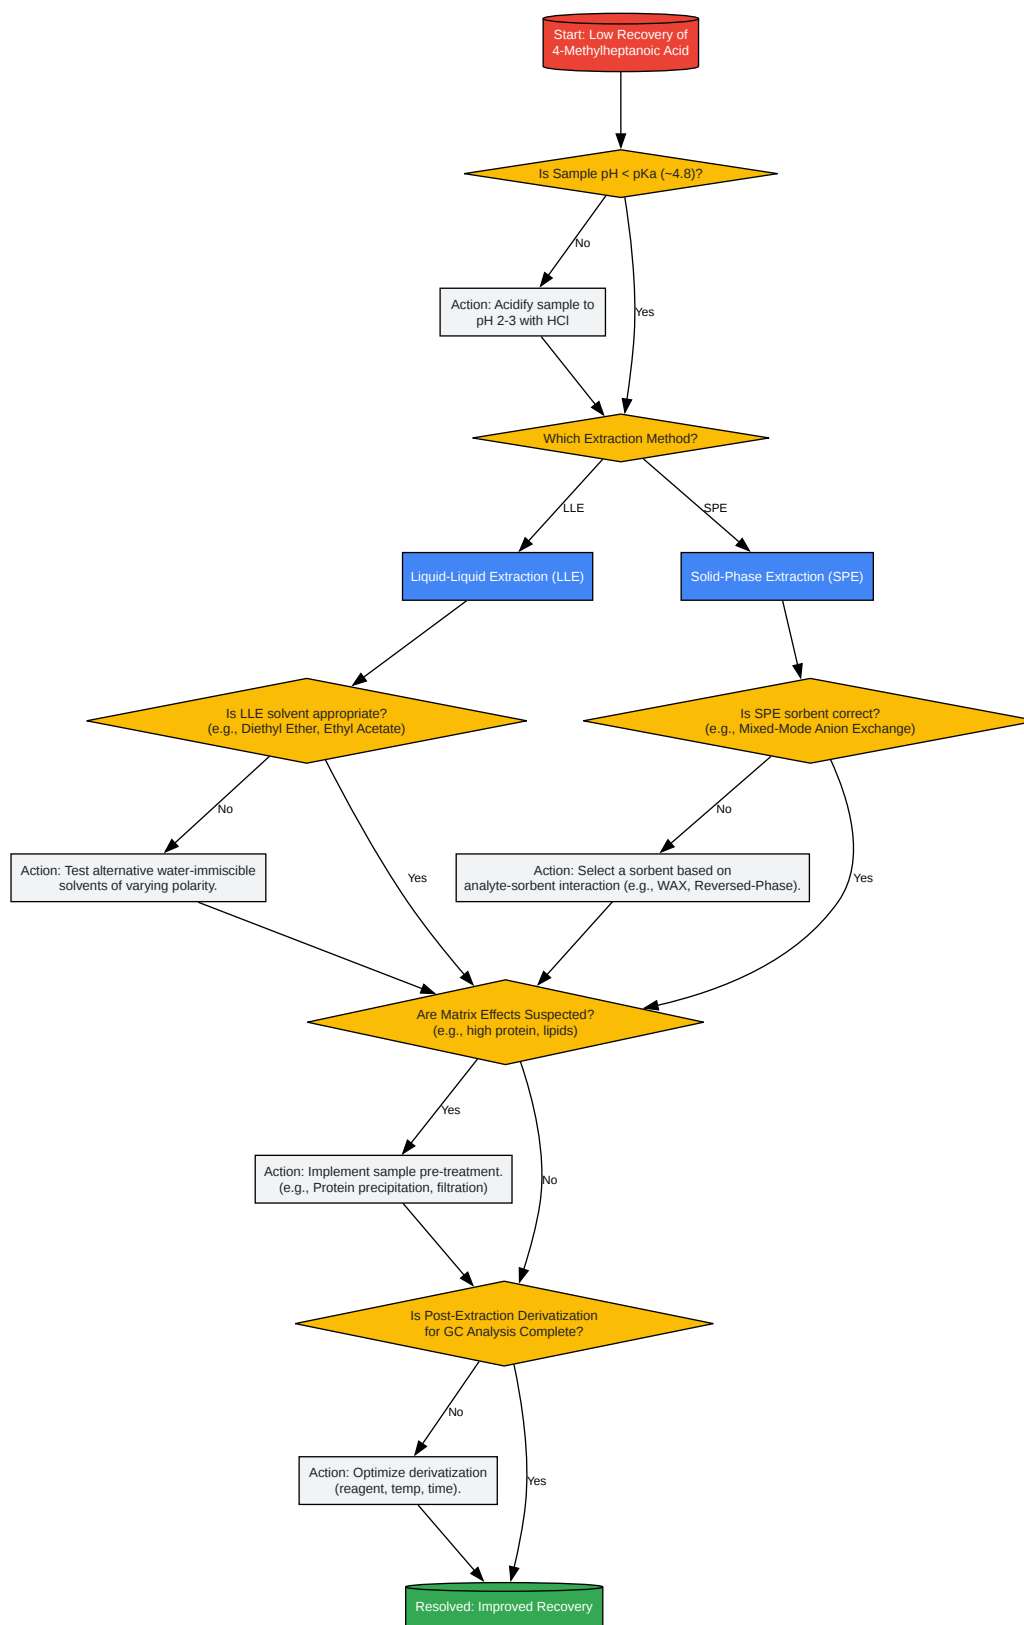 Start: Low Recovery of
4-Methylheptanoic Acid
Is Sample pH < pKa (~4.8)?
No
Action: Acidify sample to
pH 2-3 with HCl
Yes
Which Extraction Method?
LLE
SPE
Liquid-Liquid Extraction (LLE)
Solid-Phase Extraction (SPE)
Is LLE solvent appropriate?
(e.g., Diethyl Ether, Ethyl Acetate)
Is SPE sorbent correct?
(e.g., Mixed-Mode Anion Exchange)
No
No
Action: Test alternative water-immiscible
solvents of varying polarity.
Yes
Action: Select a sorbent based on
analyte-sorbent interaction (e.g., WAX, Reversed-Phase).
Yes
Are Matrix Effects Suspected?
(e.g., high protein, lipids)
Yes
Action: Implement sample pre-treatment.
(e.g., Protein precipitation, filtration)
No
Is Post-Extraction Derivatization
for GC Analysis Complete?
No
Action: Optimize derivatization
(reagent, temp, time).
Yes
Resolved: Improved Recovery